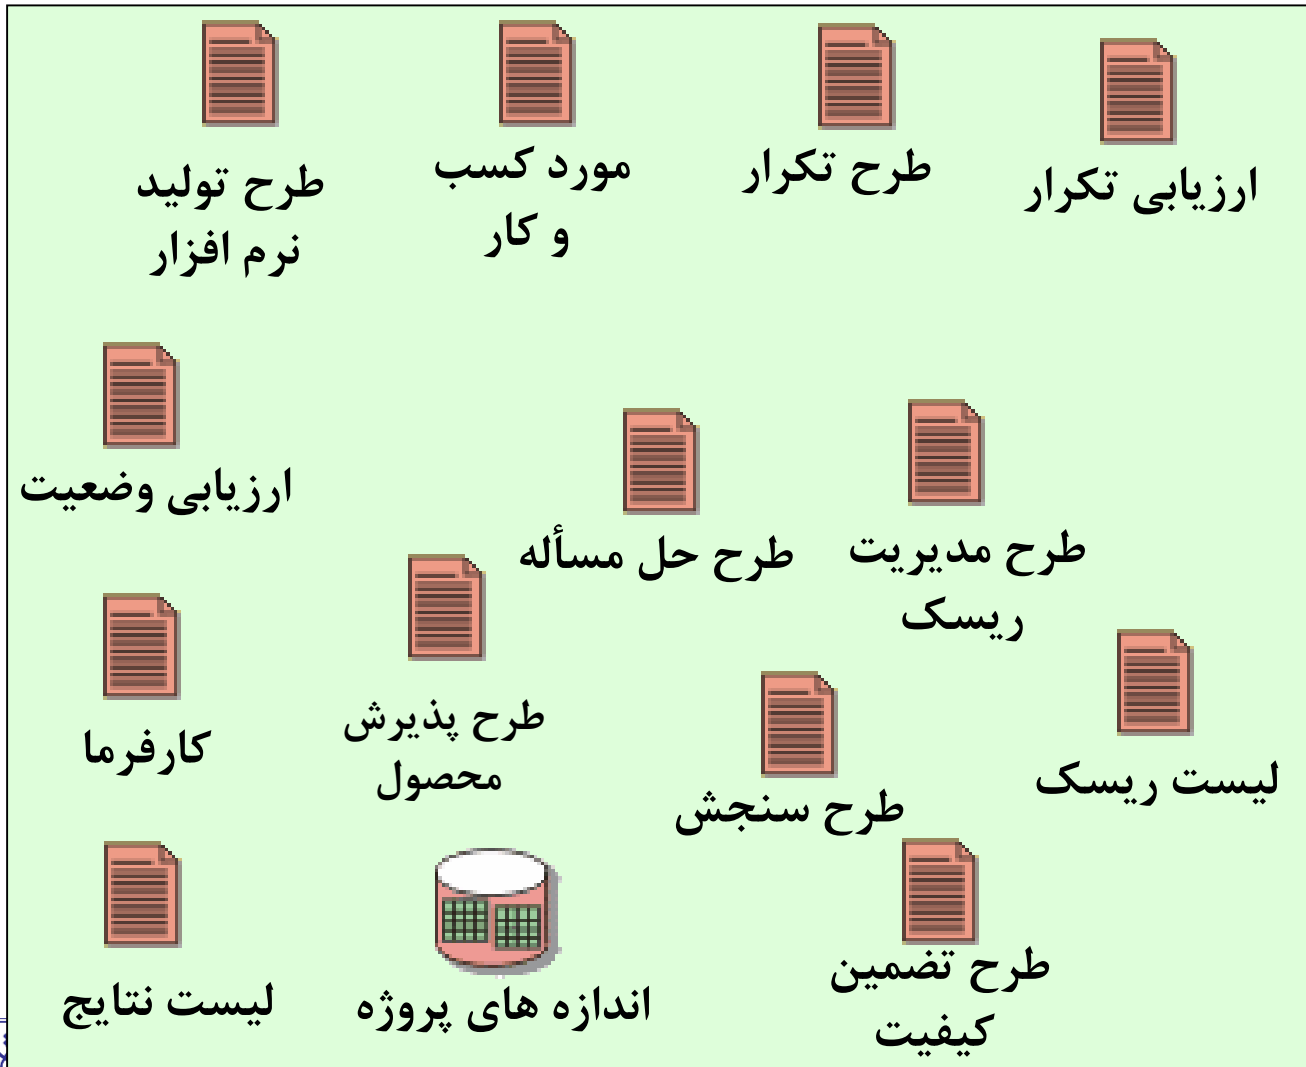 ارزیابی تکرار
طرح تکرار
مورد کسب
و کار
طرح تولید
نرم افزار
ارزیابی وضعیت
طرح مدیریت
ریسک
طرح حل مسأله
لیست ریسک
طرح سنجش
طرح پذیرش
محصول
کارفرما
طرح تضمین
کیفیت
اندازه های پروژه
لیست نتایج